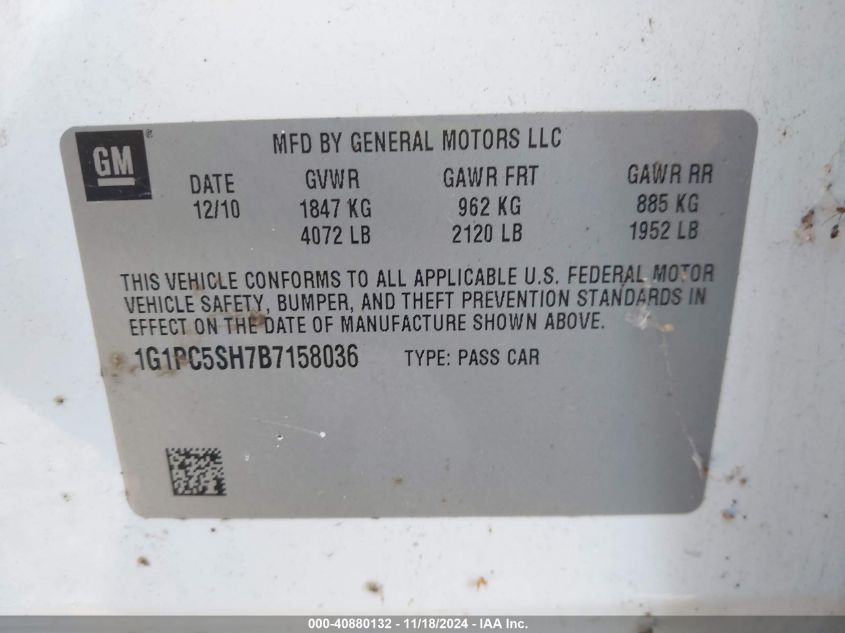 GM®
MFD BY GENERAL MOTORS LLC
DATE GVWR GAWR FRT GAWR RR
12/10 1847 KG 962 KG 885 KG
4072 LB 2120 LB 1952 LB
THIS VEHICLE CONFORMS TO ALL APPLICABLE U.S. FEDERAL MOTOR
VEHICLE SAFETY, BUMPER, AND THEFT PREVENTION STANDARDS IN
EFFECT ON THE DATE OF MANUFACTURE SHOWN ABOVE.
1G1PC5SH7B7158036 TYPE: PASS CAR
000-40880132 - 11/18/2024 - IAA Inc.